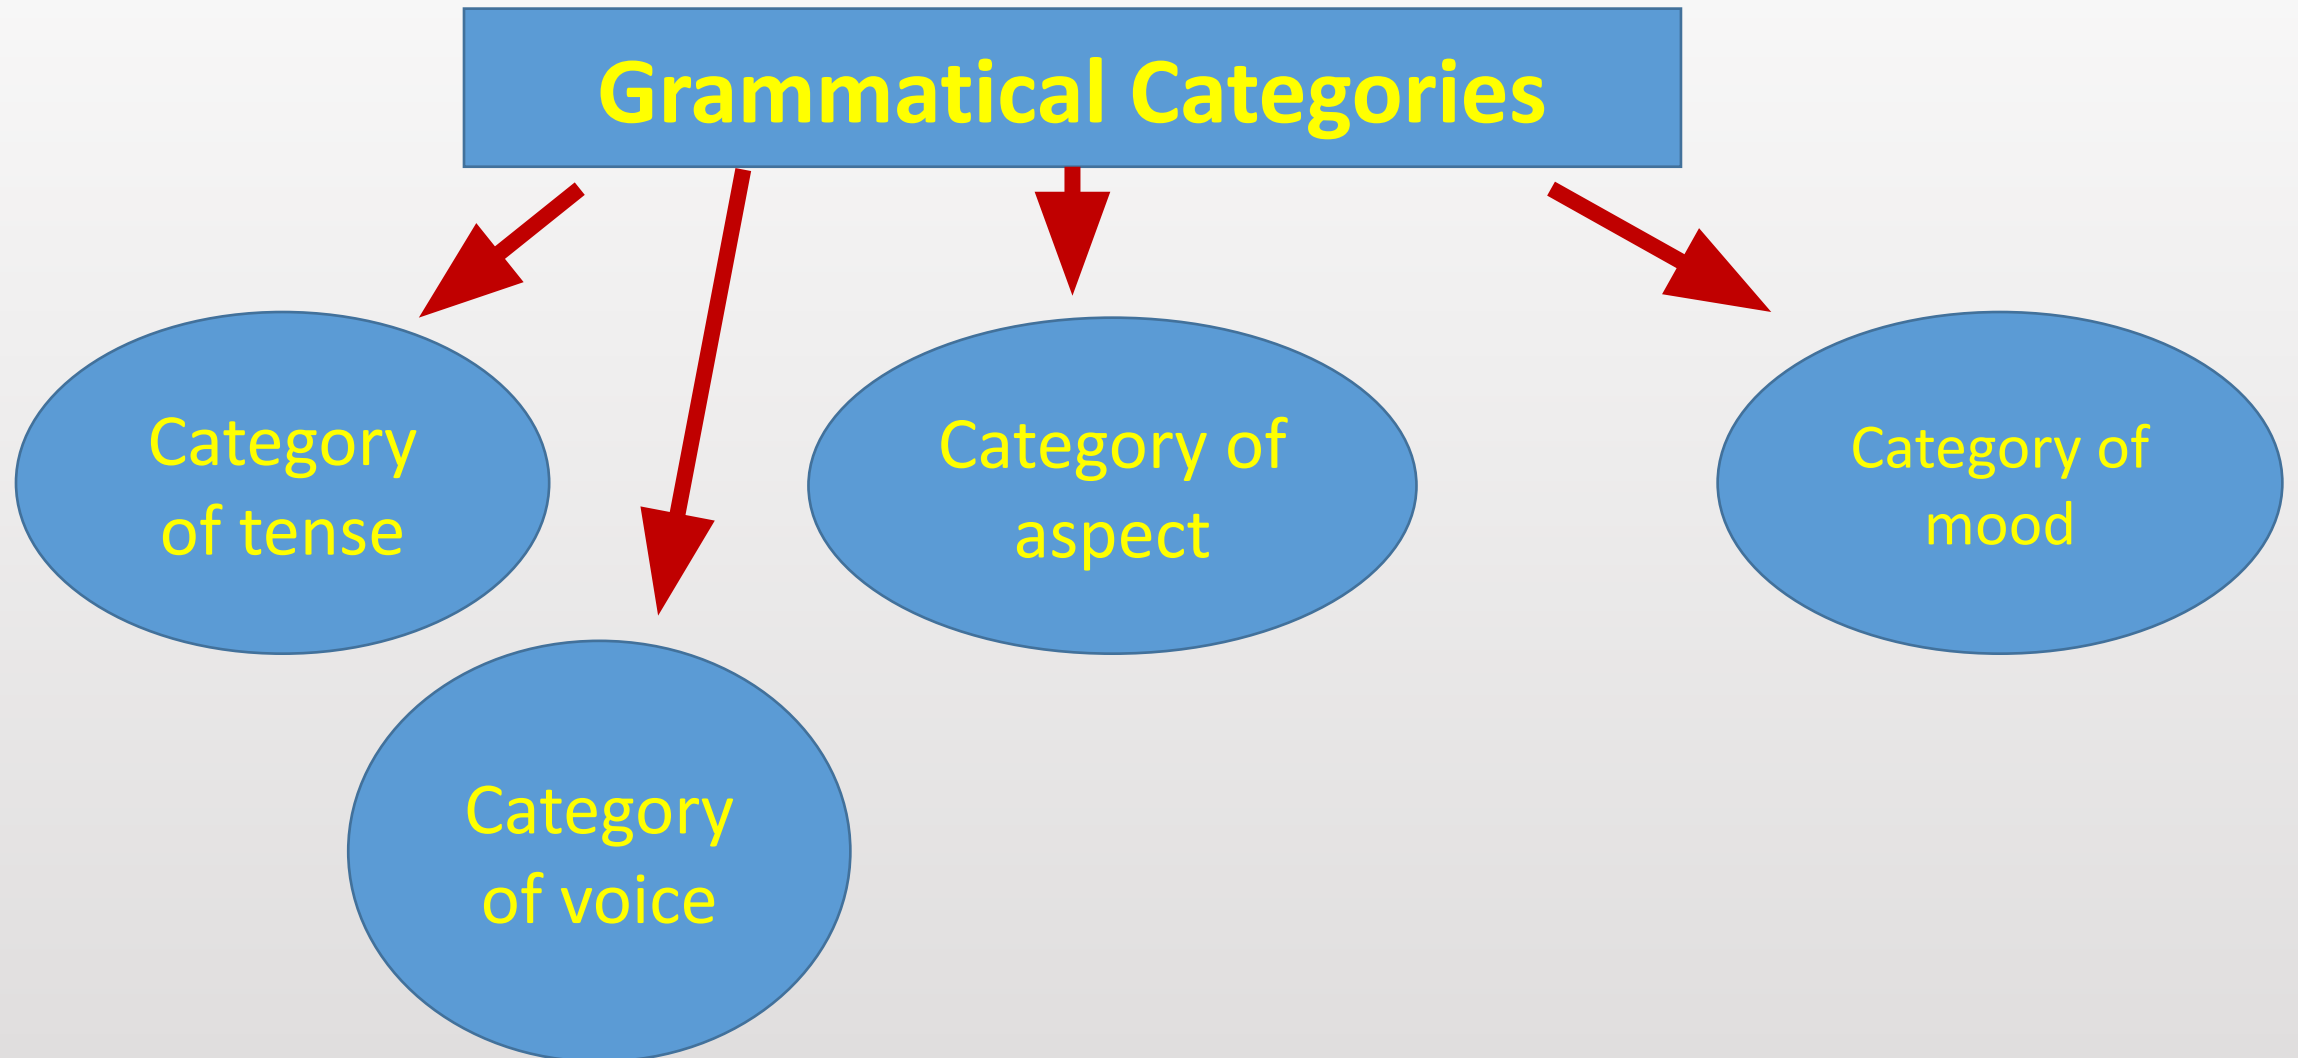 Grammatical Categories
Category
of tense
Category of
aspect
Category of
mood
Category
of voice